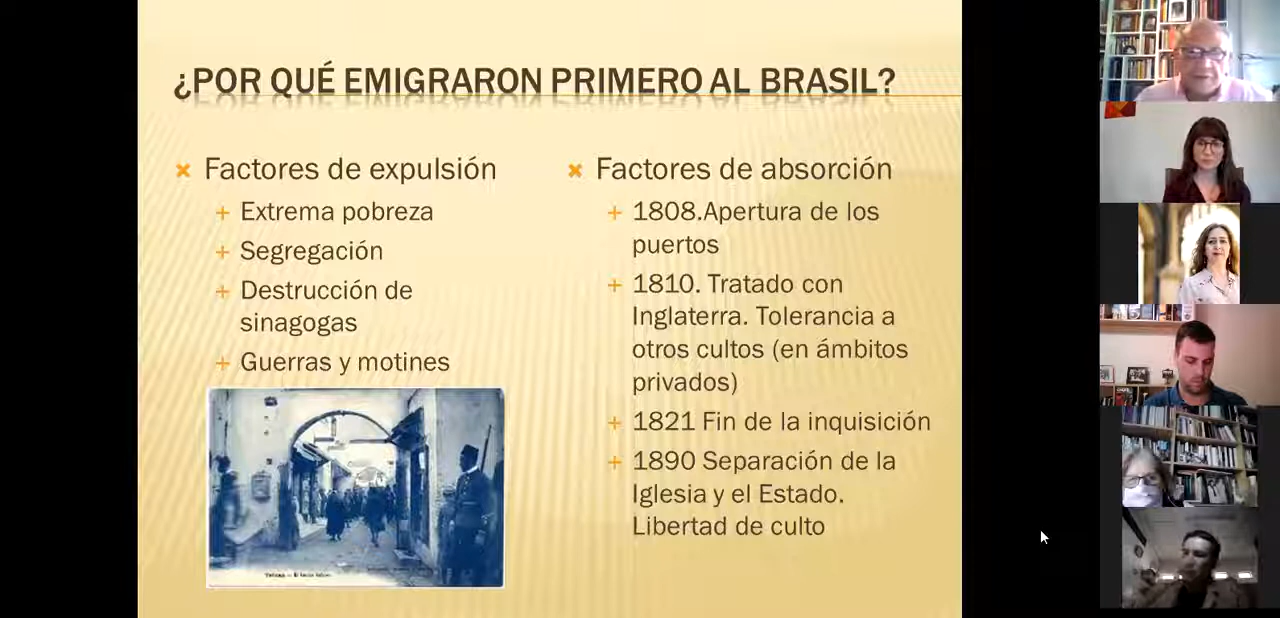 ¿POR QUÉ EMIGRARON PRIMERO AL BRASIL?
Factores de expulsión
Extrema pobreza
Segregación
Destrucción de
sinagogas
Guerras y motines
Factores de absorción
1808.Apertura de los
puertos
1810. Tratado con
Inglaterra. Tolerancia a
otros cultos (en ámbitos
privados)
1821 Fin de la inquisición
1890 Separación de la
Iglesia y el Estado.
Libertad de culto